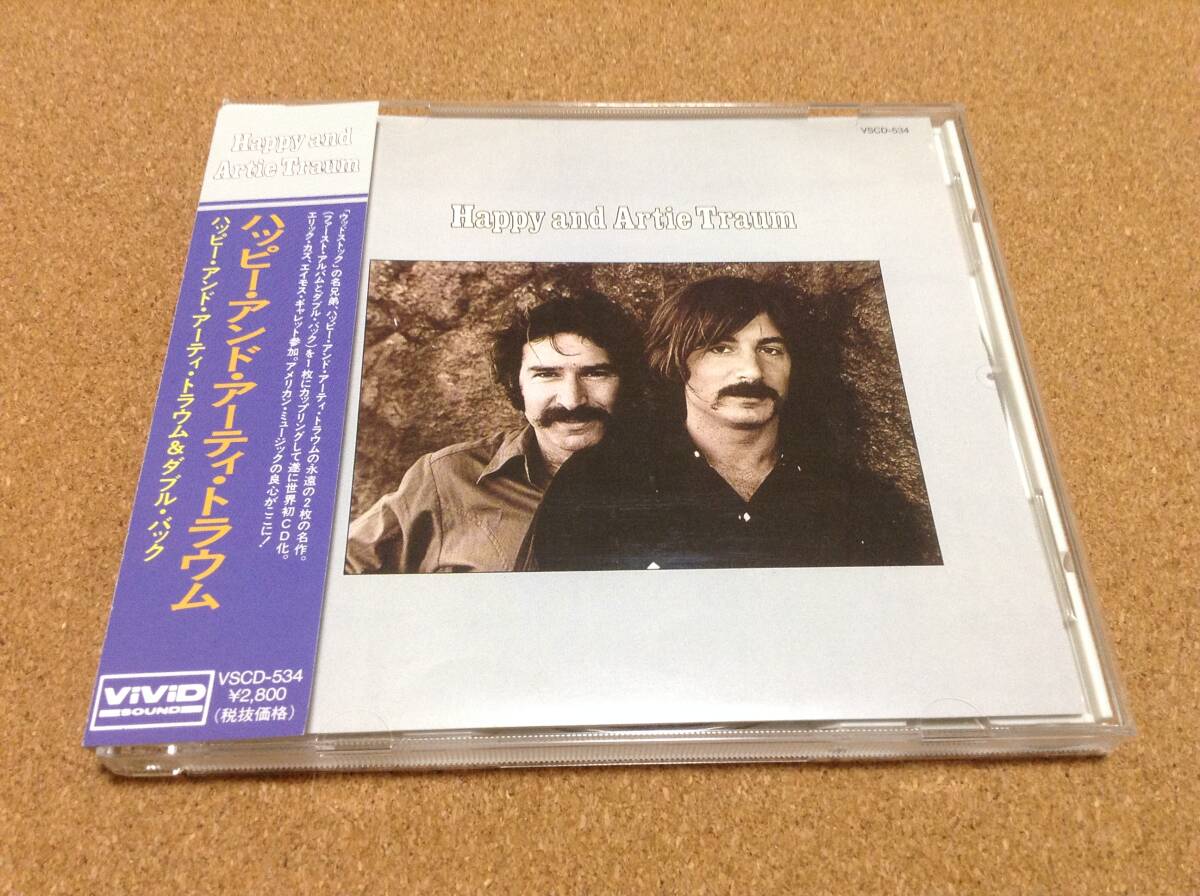 Happy and
Artie Traum
ハッピー・アンド・アーティ・トラウム
ハッピー・アンド・アーティ・トラウム&ダブル・バック
「ウッドストック」の名兄弟、ハッピー・アンド・アーティ・トラウムの永遠の2枚の名作。
(ファースト・アルバムとダブル・バック)を1枚にカップリングして遂に世界初CD化。
エリック・カズ、エイモス・ギャレット参加。アメリカン・ミュージックの良心がここに!
ViViD
SOUND
VSCD-534
¥2,800
(税抜価格)
VSCD-534
Happy and Artie Traum